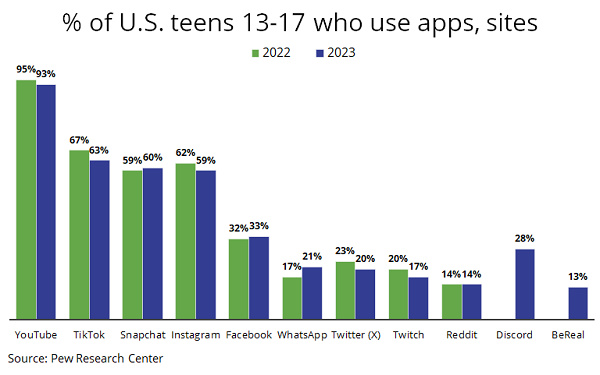 % of U.S. teens 13-17 who use apps, sites
2022 2023
95% 93% 67% 63% 59% 60% 62% 59% 32% 33% 17% 21% 23% 20% 20% 17% 14% 14% 28% 13%
YouTube TikTok Snapchat Instagram Facebook WhatsApp Twitter (X) Twitch Reddit Discord BeReal
Source: Pew Research Center